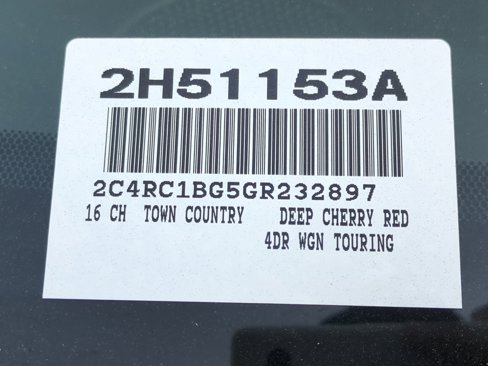 2H51153A
2C4RC1BG5GR232897
16 CH TOWN COUNTRY DEEP CHERRY RED
4DR WGN TOURING